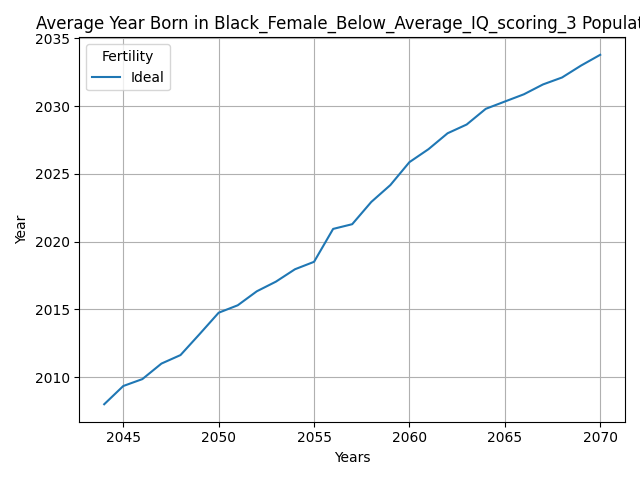 Average Year Born in Black_Female_Below_Average_IQ_scoring_3 Populat
Fertility
Ideal
Year
2035
2030
2025
2020
2015
2010
2045 2050 2055 2060 2065 2070
Years